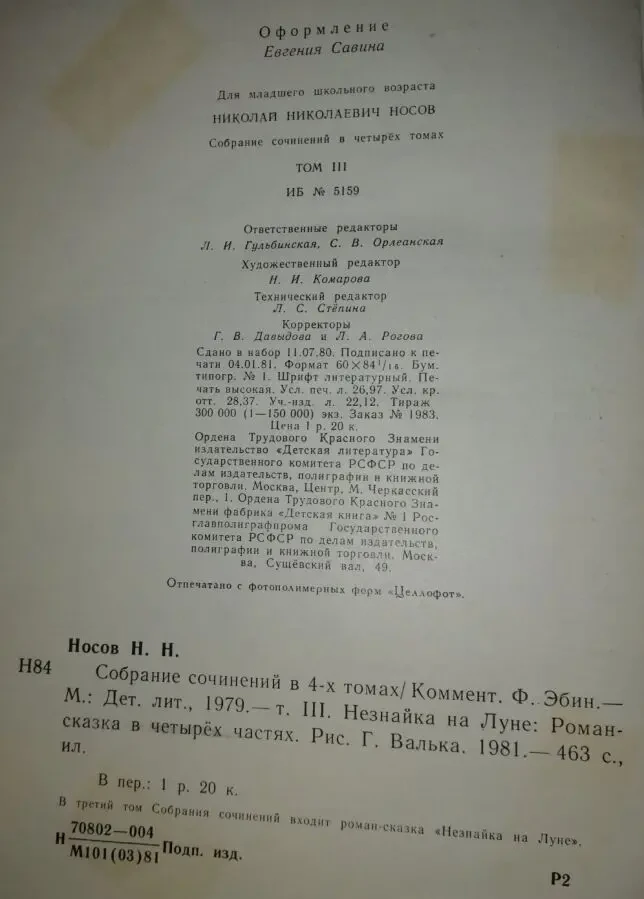 Оформление
Евгения Савина
Для младшего школьного возраста
НИКОЛАЙ НИКОЛАЕВИЧ НОСОВ
Собрание сочинений в четырёх томах
ТОМ III
ИБ № 5159
Ответственные редакторы
Л. И. Гульбинская, С. В. Орлеанская
Художественный редактор
Н. И. Комарова
Технический редактор
Л. С. Стёпина
Корректоры
Г. В. Давыдова и Л. А. Рогова
Сдано в набор 11.07.80. Подписано к пе-
чати 04.01.81. Формат 60×84 1/16. Бум.
типогр. № 1. Шрифт литературный. Пе-
чать высокая. Усл. печ. л. 26,97. Усл. кр.
отт. 28,37. Уч.-изд. л. 22,12. Тираж
300 000 (1—150 000) экз. Заказ № 1983.
Цена 1 р. 20 к.
Ордена Трудового Красного Знамени
издательство «Детская литература» Го-
сударственного комитета РСФСР по де-
лам издательств, полиграфии и книжной
торговли. Москва, Центр, М. Черкасский
пер., 1. Ордена Трудового Красного Зна-
мени фабрика «Детская книга» № 1 Рос-
главполиграфпрома Государственного
комитета РСФСР по делам издательств,
полиграфии и книжной торговли. Моск-
ва, Сущёвский вал, 49.
Отпечатано с фотополимерных форм «Целлофот».
Носов Н. Н.
Н84 Собрание сочинений в 4-х томах/Коммент. Ф. Эбин.—
М.: Дет. лит., 1979.— т. III. Незнайка на Луне: Роман-
сказка в четырёх частях. Рис. Г. Валька. 1981.— 463 с.,
ил.
В пер.: 1 р. 20 к.
В третий том Собрания сочинений входит роман-сказка «Незнайка на Луне».
70802—004
Н Подп. изд.
М101(03)81
Р2